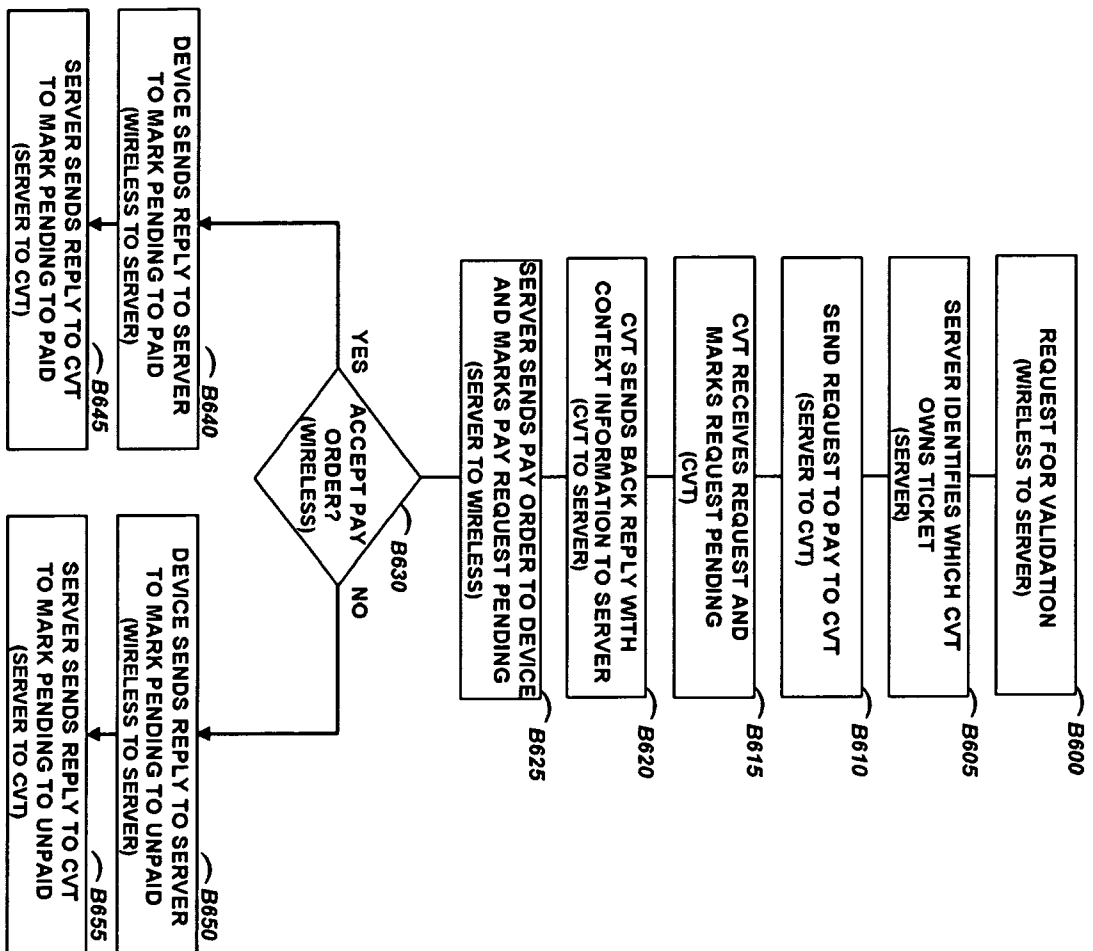 REQUEST FOR VALIDATION
(WIRELESS TO SERVER)
B600
SERVER IDENTIFIES WHICH CVT
OWNS TICKET
(SERVER)
B605
SEND REQUEST TO PAY TO CVT
(SERVER TO CVT)
B610
CVT RECEIVES REQUEST AND
MARKS REQUEST PENDING
(CVT)
B615
CVT SENDS BACK REPLY WITH
CONTEXT INFORMATION TO SERVER
(CVT TO SERVER)
B620
SERVER SENDS PAY ORDER TO DEVICE
AND MARKS PAY REQUEST PENDING
(SERVER TO WIRELESS)
B625
ACCEPT PAY
ORDER?
(WIRELESS)
B630
YES
NO
DEVICE SENDS REPLY TO SERVER
TO MARK PENDING TO PAID
(WIRELESS TO SERVER)
B640
SERVER SENDS REPLY TO CVT
TO MARK PENDING TO PAID
(SERVER TO CVT)
B645
DEVICE SENDS REPLY TO SERVER
TO MARK PENDING TO UNPAID
(WIRELESS TO SERVER)
B650
SERVER SENDS REPLY TO CVT
TO MARK PENDING TO UNPAID
(SERVER TO CVT)
B655